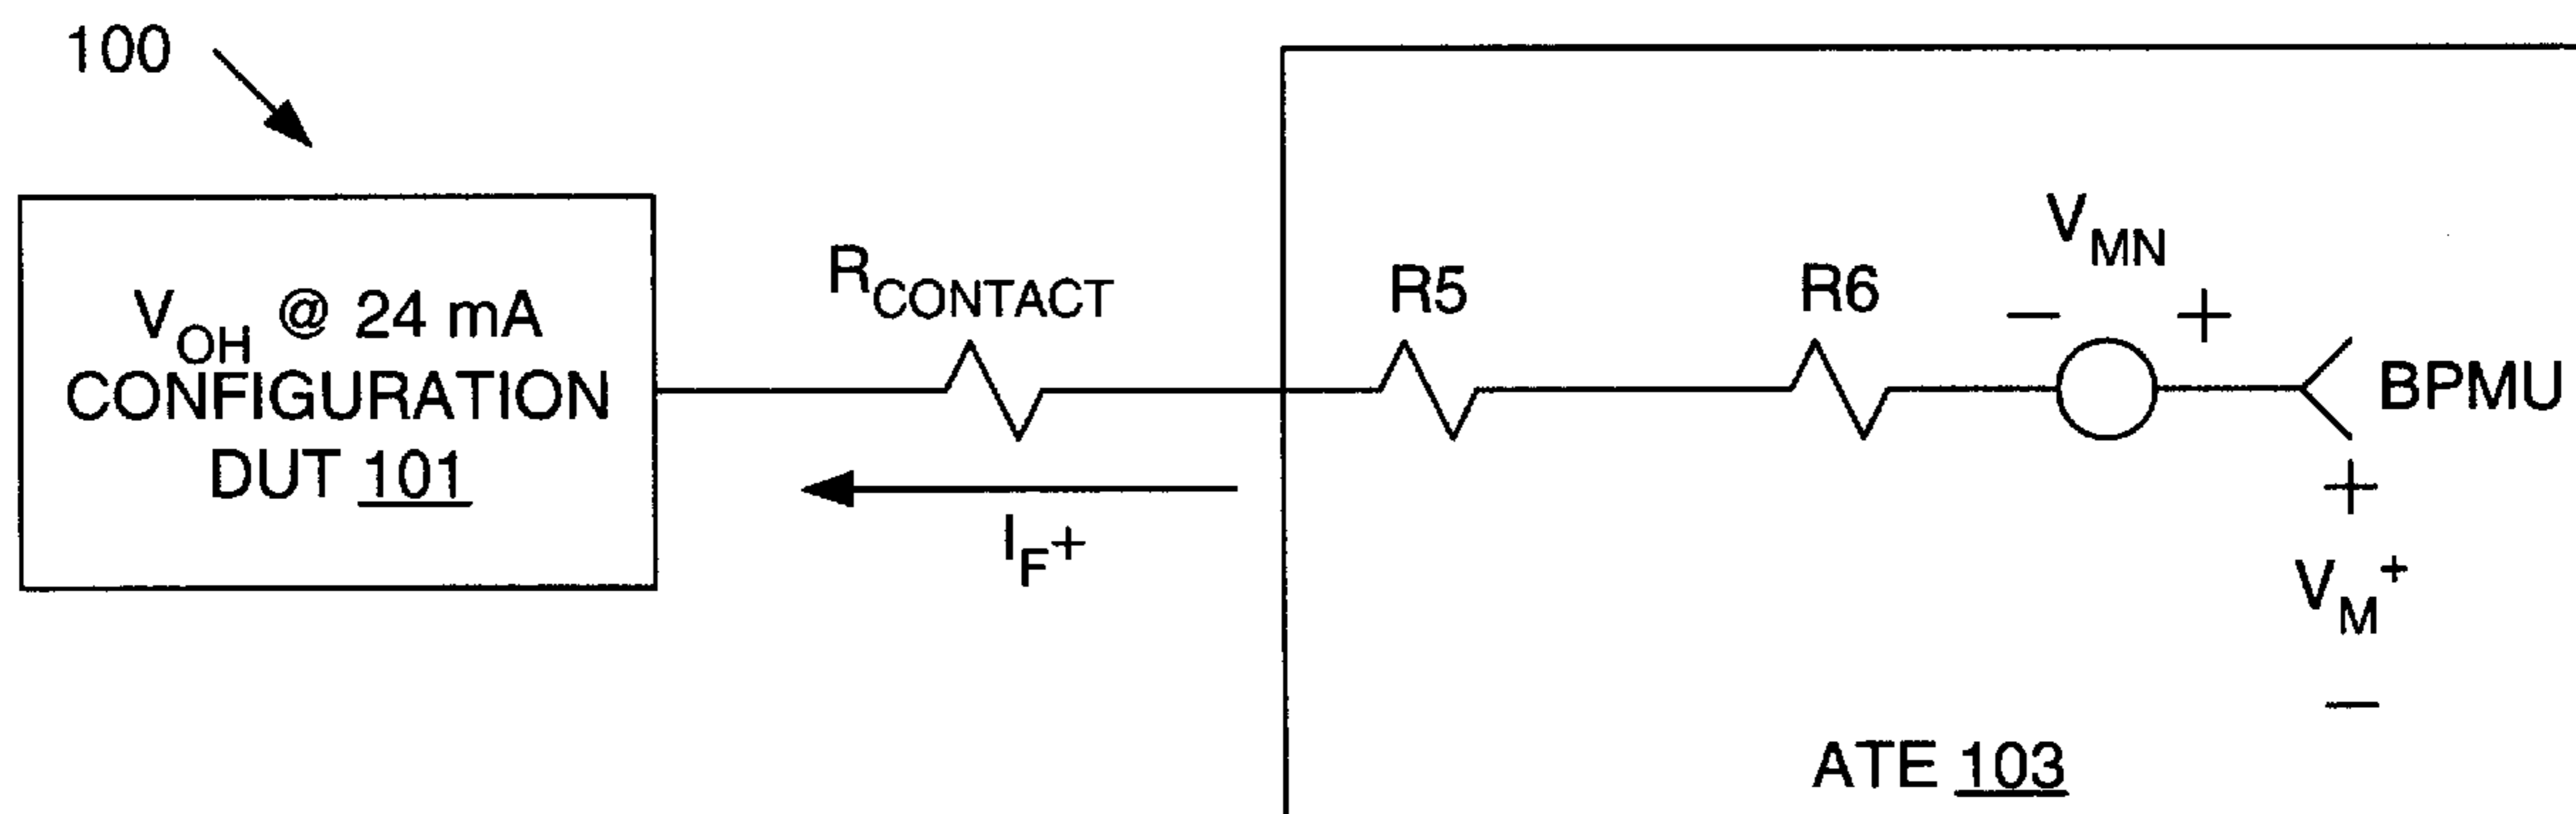 100
V_OH @ 24 mA
CONFIGURATION
DUT 101
R_CONTACT
I_F+
R5
R6
V_MN
− +
BPMU
+
V_M+
−
ATE 103